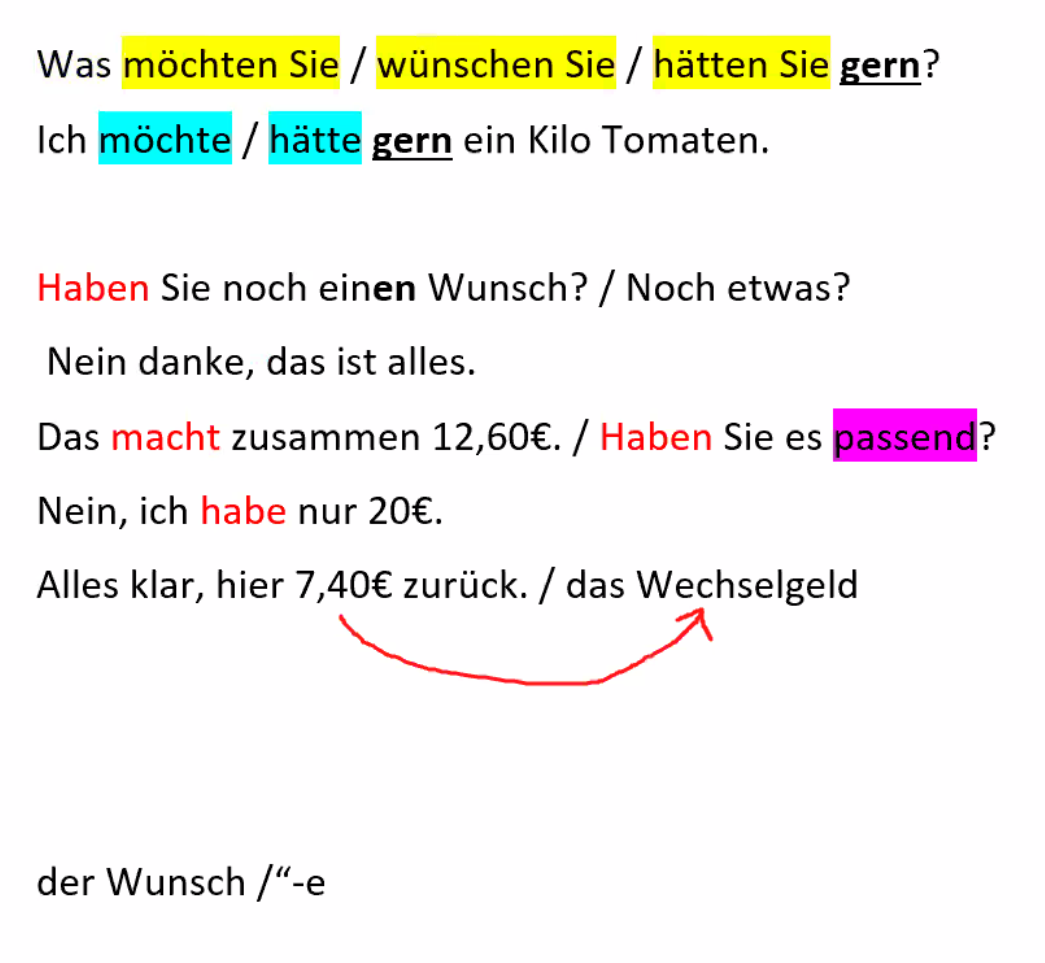 Was möchten Sie / wünschen Sie / hätten Sie gern?
Ich möchte / hätte gern ein Kilo Tomaten.
Haben Sie noch einen Wunsch? / Noch etwas?
Nein danke, das ist alles.
Das macht zusammen 12,60€. / Haben Sie es passend?
Nein, ich habe nur 20€.
Alles klar, hier 7,40€ zurück. / das Wechselgeld
der Wunsch /“-e